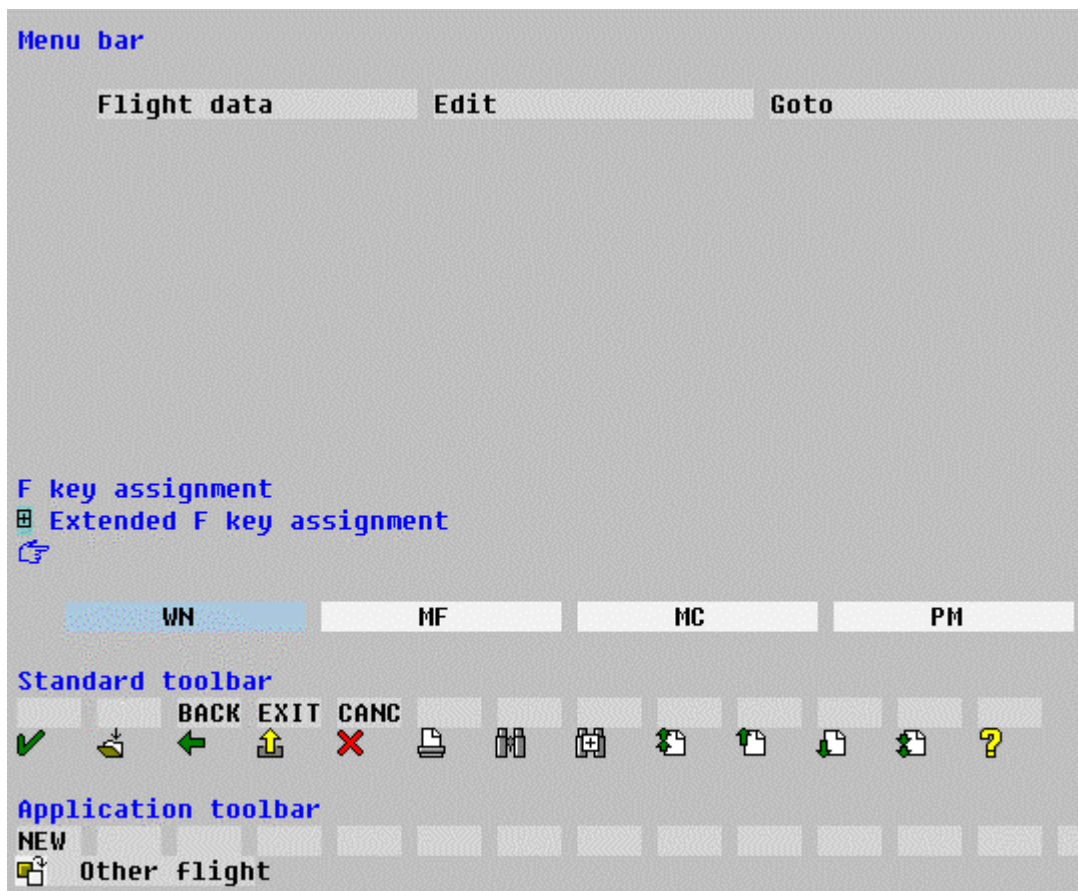 Menu bar
Flight data Edit Goto
F key assignment
Extended F key assignment
WN MF MC PM
Standard toolbar
BACK EXIT CANC
Application toolbar
NEW
Other flight